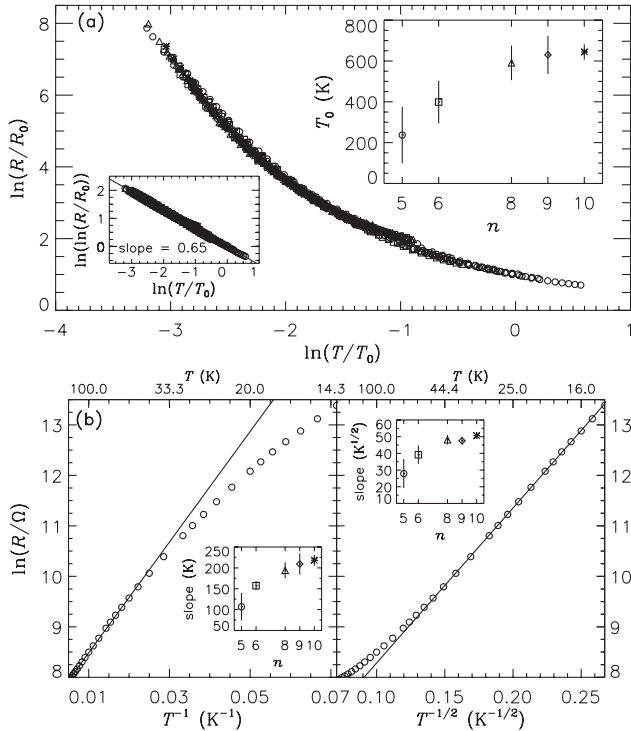 (a)
ln(R/R0)
8
6
4
2
0
T0 (K)
800
600
400
200
0
5 6 8 9 10
n
ln(ln(R/R0))
2
1
0
slope = 0.65
−3 −2 −1 0 1
ln(T/T0)
−4 −3 −2 −1 0 1
ln(T/T0)
T (K)
100.0 33.3 20.0 14.3
(b)
ln(R/Ω)
13
12
11
10
9
8
slope (K)
250
200
150
100
50
5 6 8 9 10
n
0.01 0.03 0.05 0.07
T−1 (K−1)
T (K)
100.0 44.4 25.0 16.0
slope (K1/2)
60
50
40
30
20
10
5 6 8 9 10
n
13
12
11
10
9
8
0.10 0.15 0.20 0.25
T−1/2 (K−1/2)